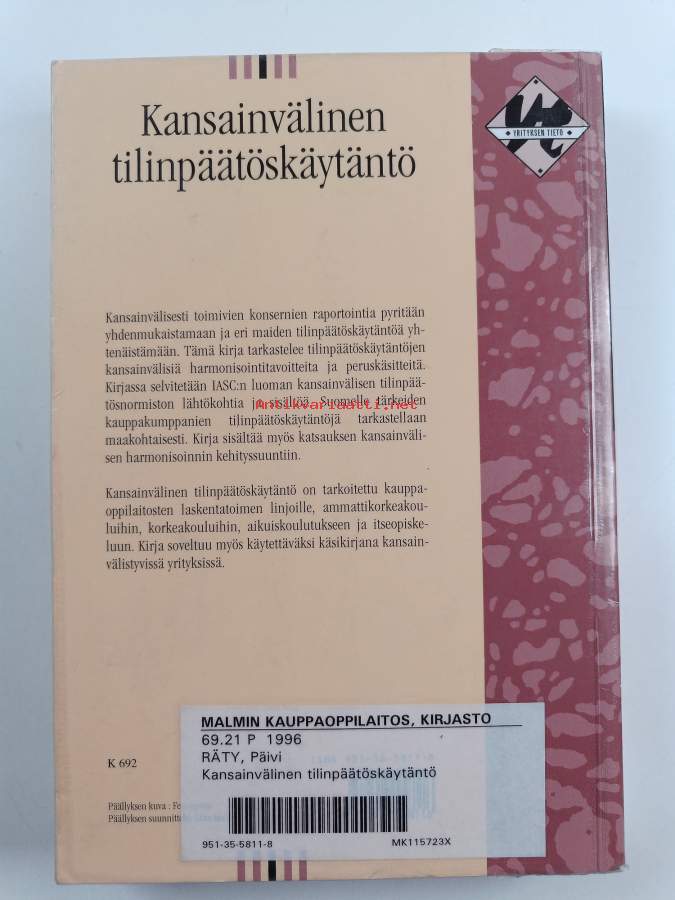 Kansainvälinen
tilinpäätöskäytäntö
YRITYKSEN TIETO
Kansainvälisesti toimivien konsernien raportointia pyritään
yhdenmukaistamaan ja eri maiden tilinpäätöskäytäntöä yh-
tenäistämään. Tämä kirja tarkastelee tilinpäätöskäytäntöjen
kansainvälisiä harmonisointitavoitteita ja peruskäsitteitä.
Kirjassa selvitetään IASC:n luoman kansainvälisen tilinpää-
tösnormiston lähtökohtia ja sisältöä. Suomelle tärkeiden
Antikvariaatti.net
kauppakumppanien tilinpäätöskäytäntöjä tarkastellaan
maakohtaisesti. Kirja sisältää myös katsauksen kansainväli-
sen harmonisoinnin kehityssuuntiin.
Kansainvälinen tilinpäätöskäytäntö on tarkoitettu kauppa-
oppilaitosten laskentatoimen linjoille, ammattikorkeakou-
luihin, korkeakouluihin, aikuiskoulutukseen ja itseopiske-
luun. Kirja soveltuu myös käytettäväksi käsikirjana kansain-
välistyvissä yrityksissä.
MALMIN KAUPPAOPPILAITOS, KIRJASTO
69.21 P 1996
RÄTY, Päivi
Kansainvälinen tilinpäätöskäytäntö
951-35-5811-8 MK115723X
K 692
Päällyksen kuva :
Päällyksen